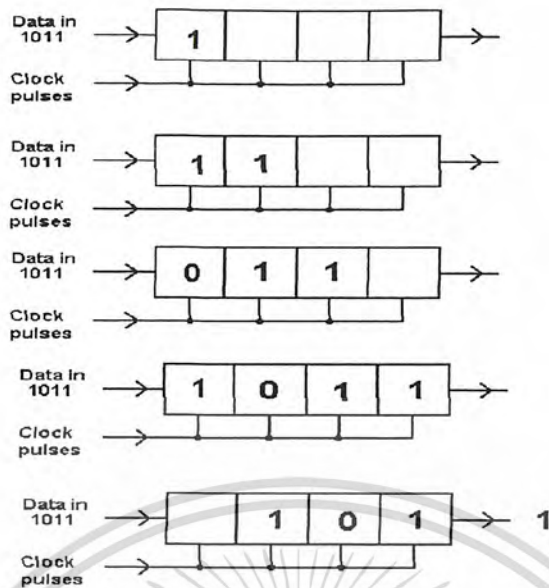 Data in
1011
1
Clock
pulses
Data in
1011
1 1
Clock
pulses
Data in
1011
0 1 1
Clock
pulses
Data in
1011
1 0 1 1
Clock
pulses
Data in
1011
1 0 1 1
Clock
pulses